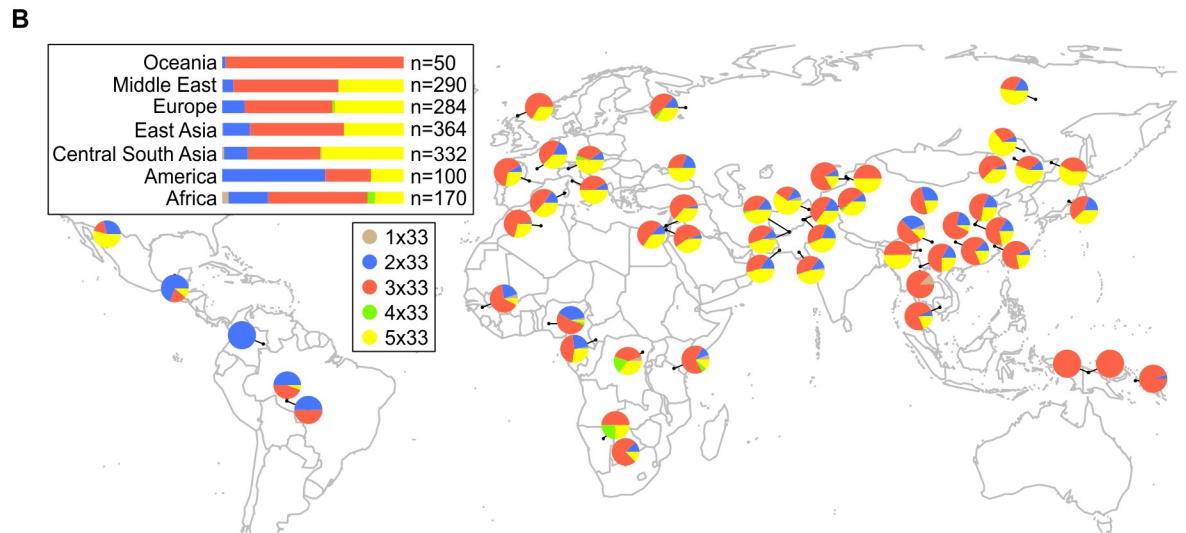 B
Oceania n=50
Middle East n=290
Europe n=284
East Asia n=364
Central South Asia n=332
America n=100
Africa n=170
1x33
2x33
3x33
4x33
5x33